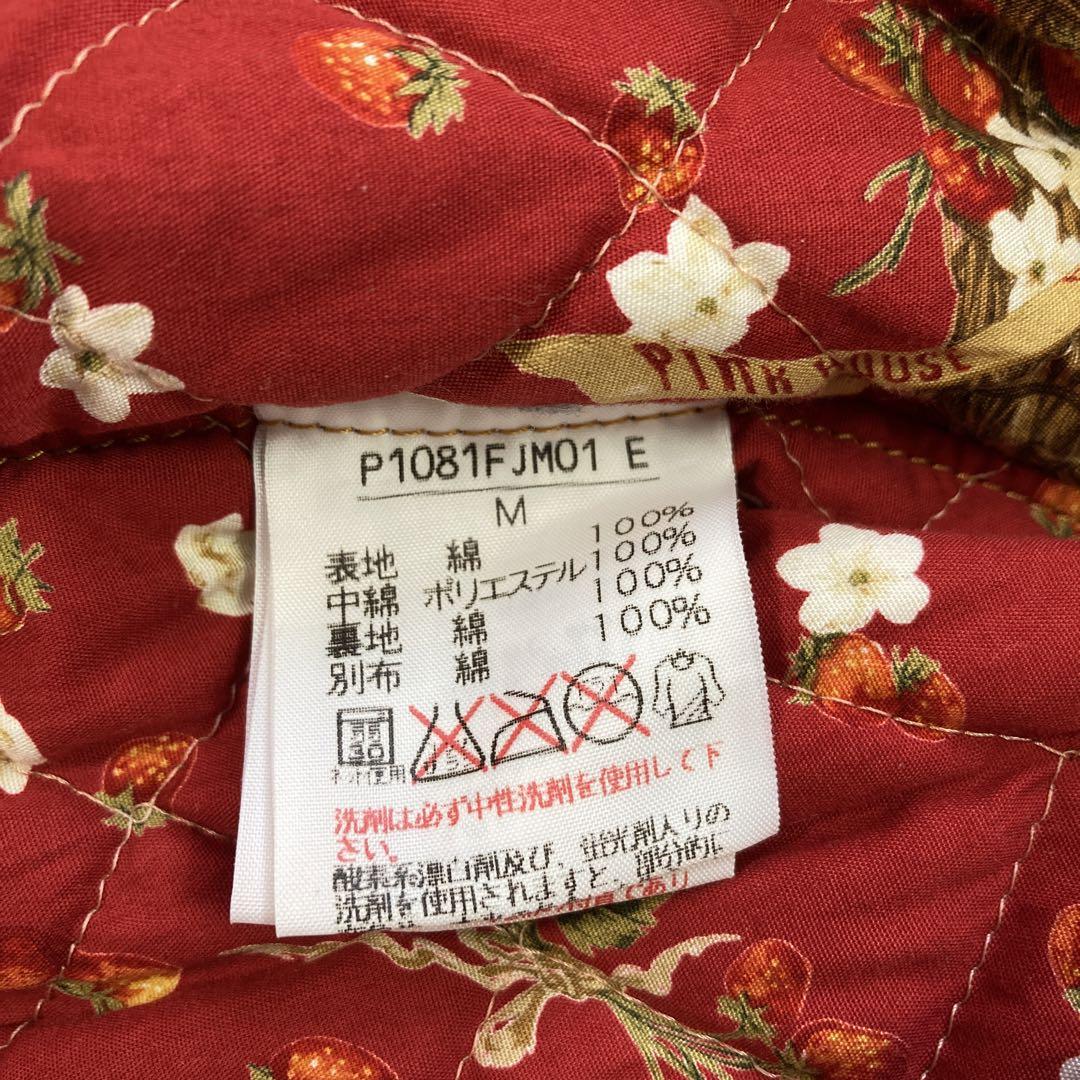 PINK HOUSE
P1081FJM01 E
M
表地 綿 100%
中綿 ポリエステル 100%
裏地 綿 100%
別布 綿 100%
30
ネット使用
洗剤は必ず中性洗剤を使用して下
さい。
酸素系漂白剤及び、蛍光剤入りの
洗剤を使用されますと、部分的に